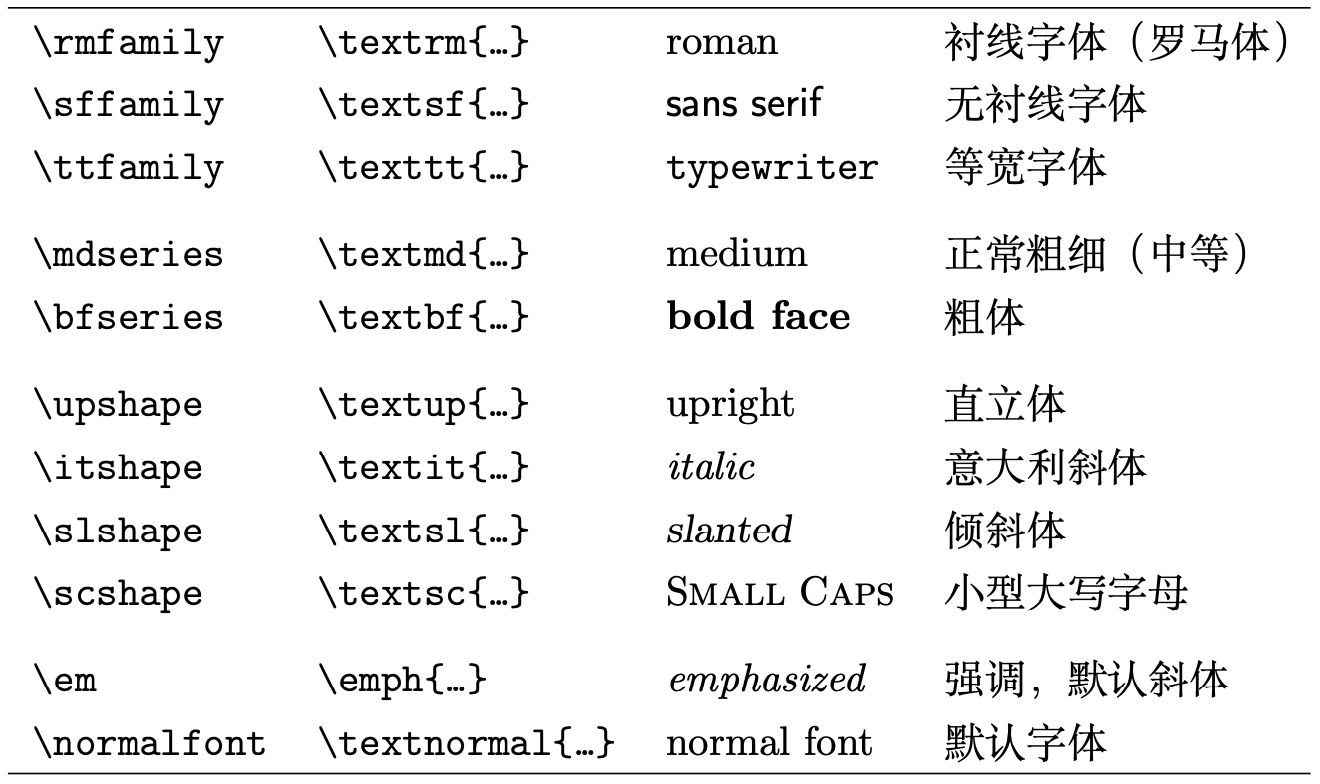 \rmfamily \textrm{…} roman 衬线字体（罗马体）
\sffamily \textsf{…} sans serif 无衬线字体
\ttfamily \texttt{…} typewriter 等宽字体
\mdseries \textmd{…} medium 正常粗细（中等）
\bfseries \textbf{…} bold face 粗体
\upshape \textup{…} upright 直立体
\itshape \textit{…} italic 意大利斜体
\slshape \textsl{…} slanted 倾斜体
\scshape \textsc{…} Small Caps 小型大写字母
\em \emph{…} emphasized 强调，默认斜体
\normalfont \textnormal{…} normal font 默认字体